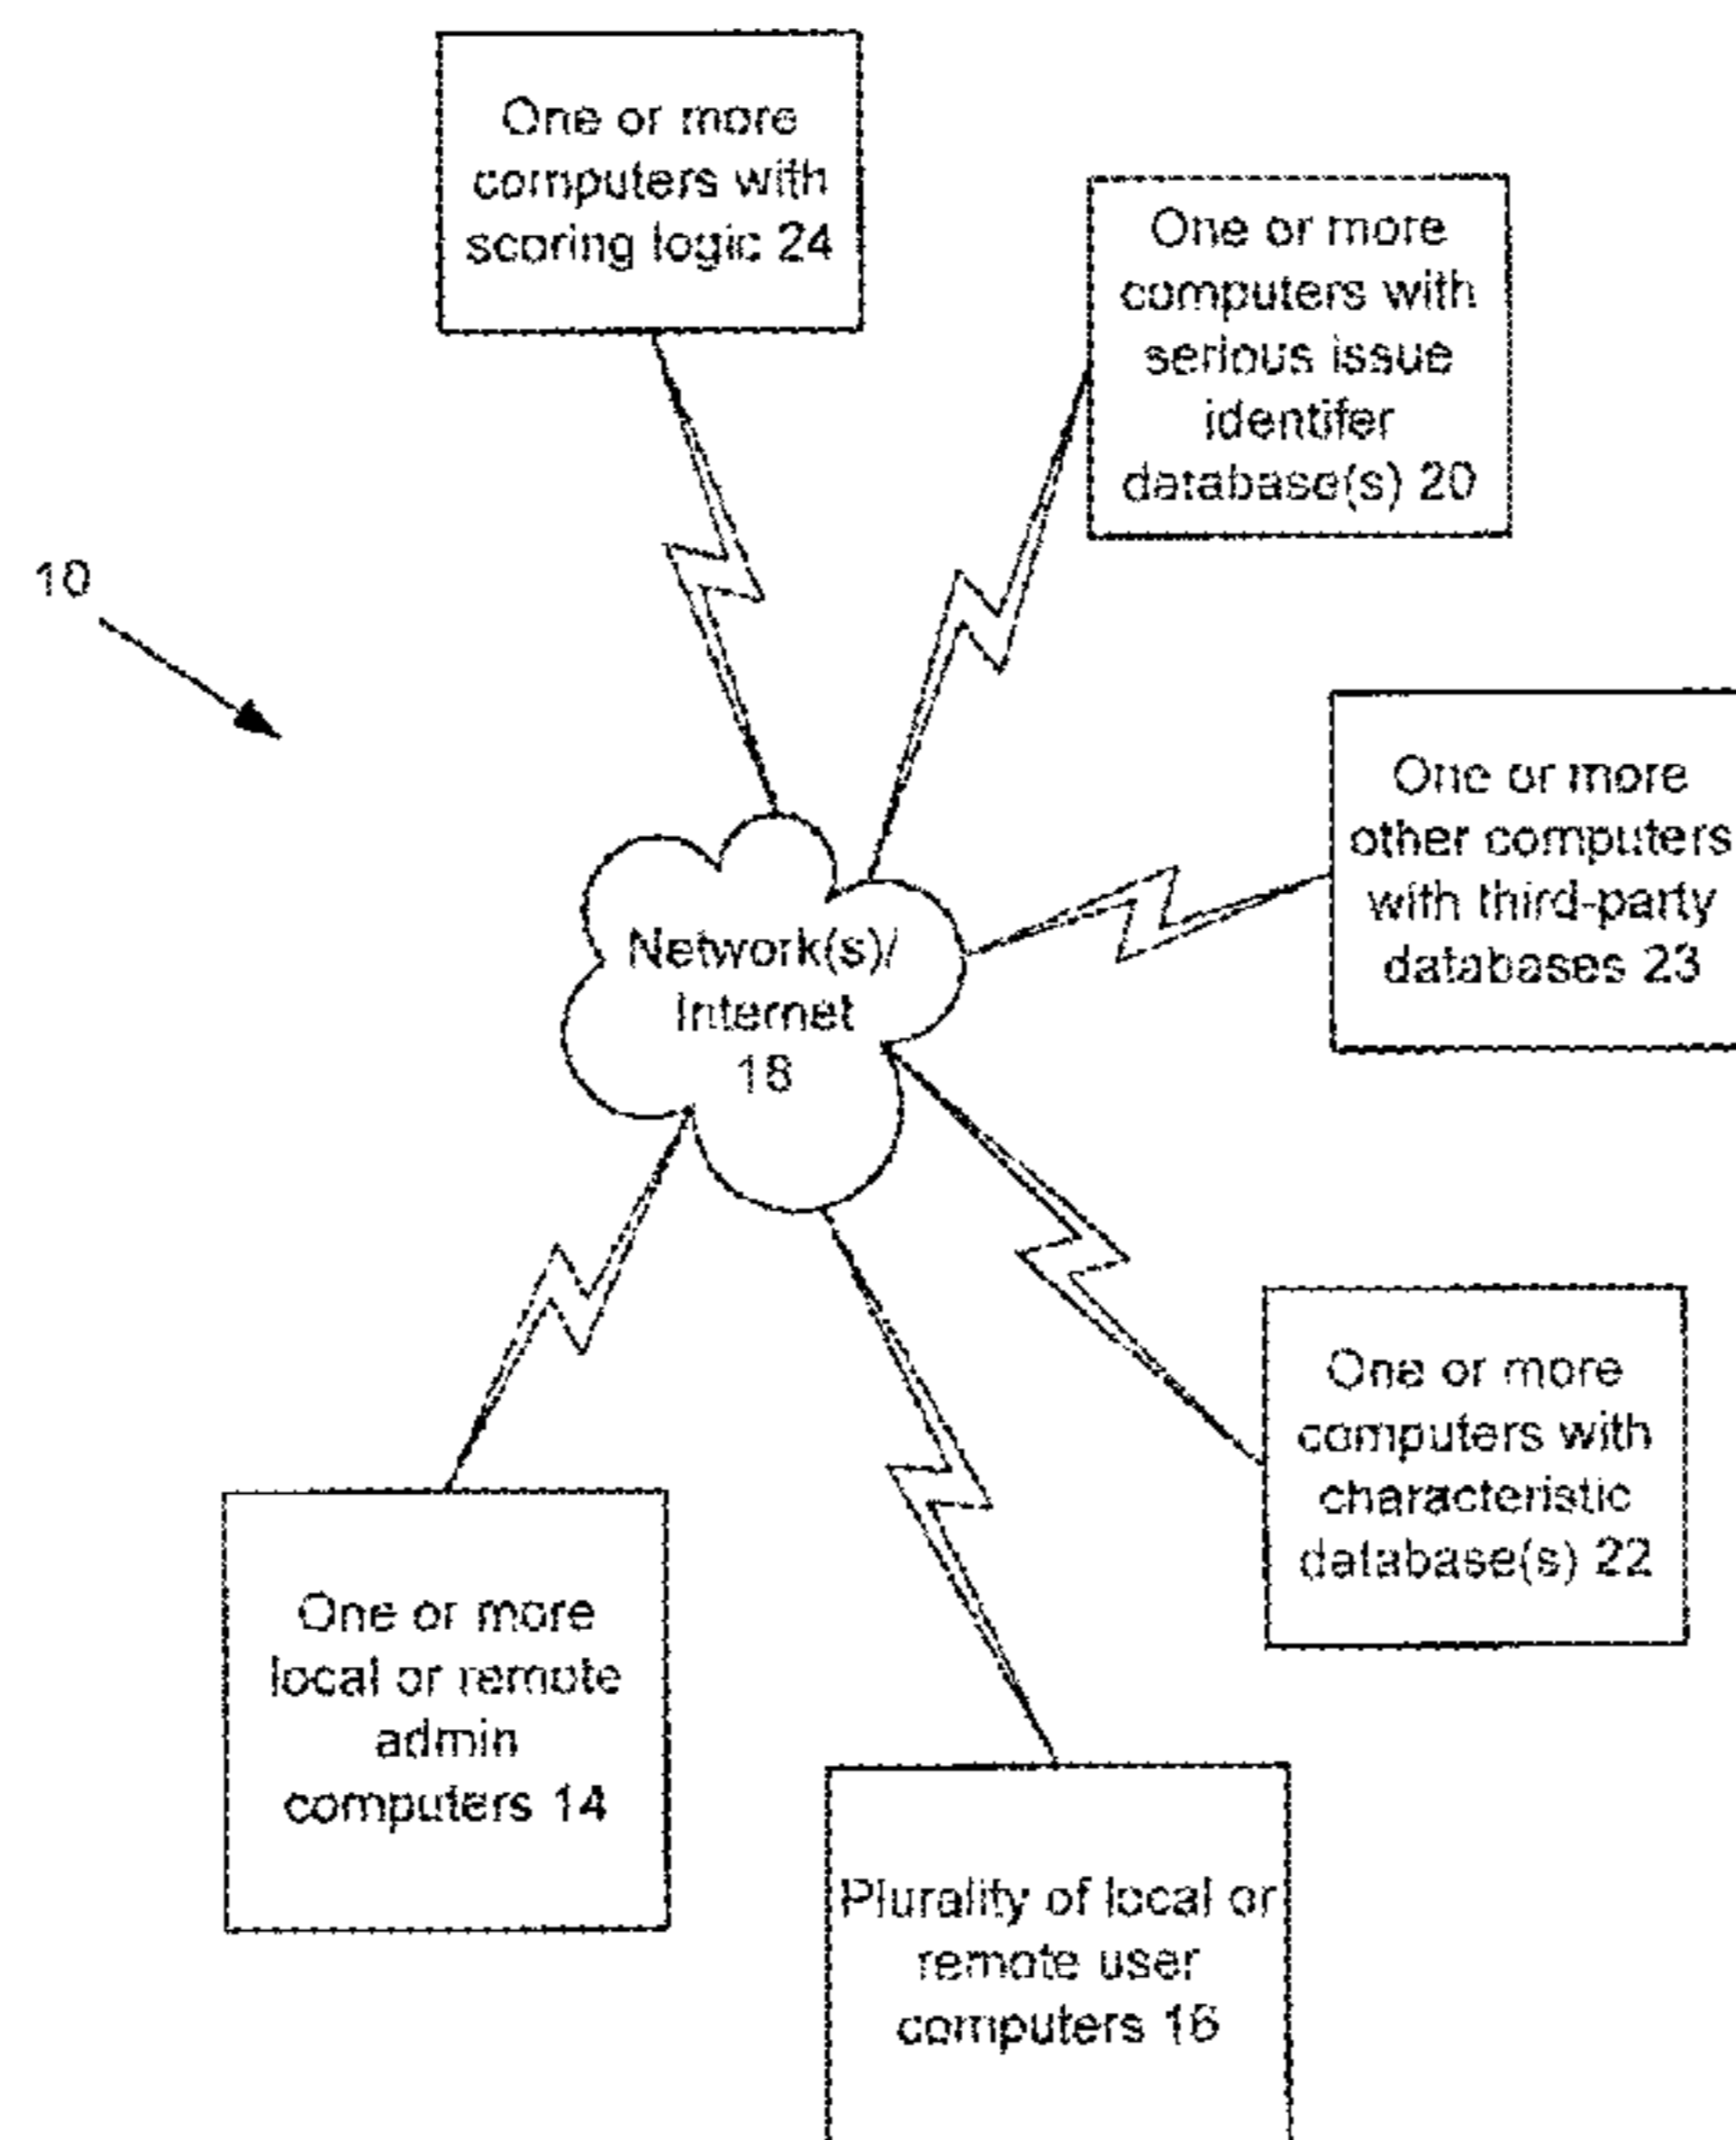 One or more
computers with
scoring logic 24
One or more
computers with
serious issue
identifer
database(s) 20
10
One or more
other computers
with third-party
databases 23
Network(s)/
Internet
18
One or more
computers with
characteristic
database(s) 22
One or more
local or remote
admin
computers 14
Plurality of local or
remote user
computers 16